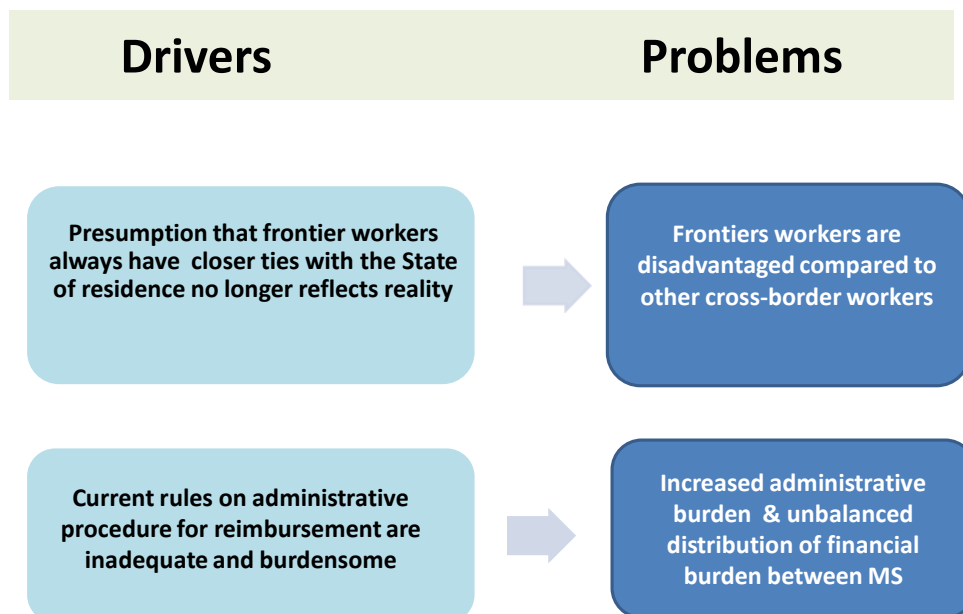 Drivers
Problems
Presumption that frontier workers
always have closer ties with the State
of residence no longer reflects reality
Frontiers workers are
disadvantaged compared to
other cross-border workers
Current rules on administrative
procedure for reimbursement are
inadequate and burdensome
Increased administrative
burden & unbalanced
distribution of financial
burden between MS